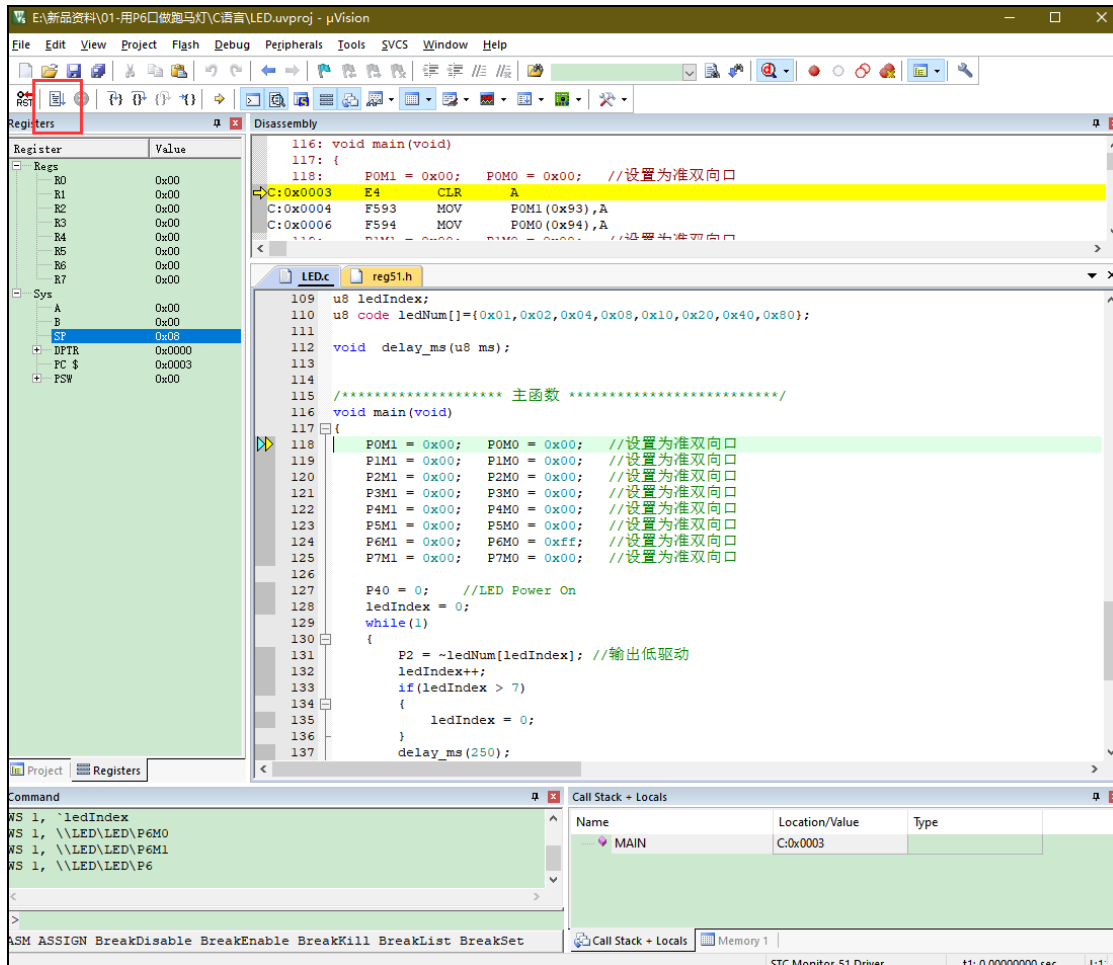 E:\新品资料\01-用P6口做跑马灯\C语言\LED.uvproj - µVision
File Edit View Project Flash Debug Peripherals Tools SVCS Window Help
RST
Registers
Register Value
Regs
R0 0x00
R1 0x00
R2 0x00
R3 0x00
R4 0x00
R5 0x00
R6 0x00
R7 0x00
Sys
A 0x00
B 0x00
SP 0x08
DPTR 0x0000
PC $ 0x0003
PSW 0x00
Project Registers
Disassembly
116: void main(void)
117: {
118: P0M1 = 0x00; P0M0 = 0x00; //设置为准双向口
C:0x0003 E4 CLR A
C:0x0004 F593 MOV P0M1(0x93),A
C:0x0006 F594 MOV P0M0(0x94),A
119: P1M1 = 0x00; P1M0 = 0x00; //设置为准双向口
LED.c reg51.h
109 u8 ledIndex;
110 u8 code ledNum[]={0x01,0x02,0x04,0x08,0x10,0x20,0x40,0x80};
111
112 void delay_ms(u8 ms);
113
114
115 /******************** 主函数 **************************/
116 void main(void)
117 {
118 P0M1 = 0x00; P0M0 = 0x00; //设置为准双向口
119 P1M1 = 0x00; P1M0 = 0x00; //设置为准双向口
120 P2M1 = 0x00; P2M0 = 0x00; //设置为准双向口
121 P3M1 = 0x00; P3M0 = 0x00; //设置为准双向口
122 P4M1 = 0x00; P4M0 = 0x00; //设置为准双向口
123 P5M1 = 0x00; P5M0 = 0x00; //设置为准双向口
124 P6M1 = 0x00; P6M0 = 0xff; //设置为准双向口
125 P7M1 = 0x00; P7M0 = 0x00; //设置为准双向口
126
127 P40 = 0; //LED Power On
128 ledIndex = 0;
129 while(1)
130 {
131 P2 = ~ledNum[ledIndex]; //输出低驱动
132 ledIndex++;
133 if(ledIndex > 7)
134 {
135 ledIndex = 0;
136 }
137 delay_ms(250);
Command
WS 1, `ledIndex
WS 1, \\LED\LED\P6M0
WS 1, \\LED\LED\P6M1
WS 1, \\LED\LED\P6
>
ASM ASSIGN BreakDisable BreakEnable BreakKill BreakList BreakSet
Call Stack + Locals
Name Location/Value Type
MAIN C:0x0003
Call Stack + Locals Memory 1
STC Monitor-51 Driver t1: 0.00000000 sec